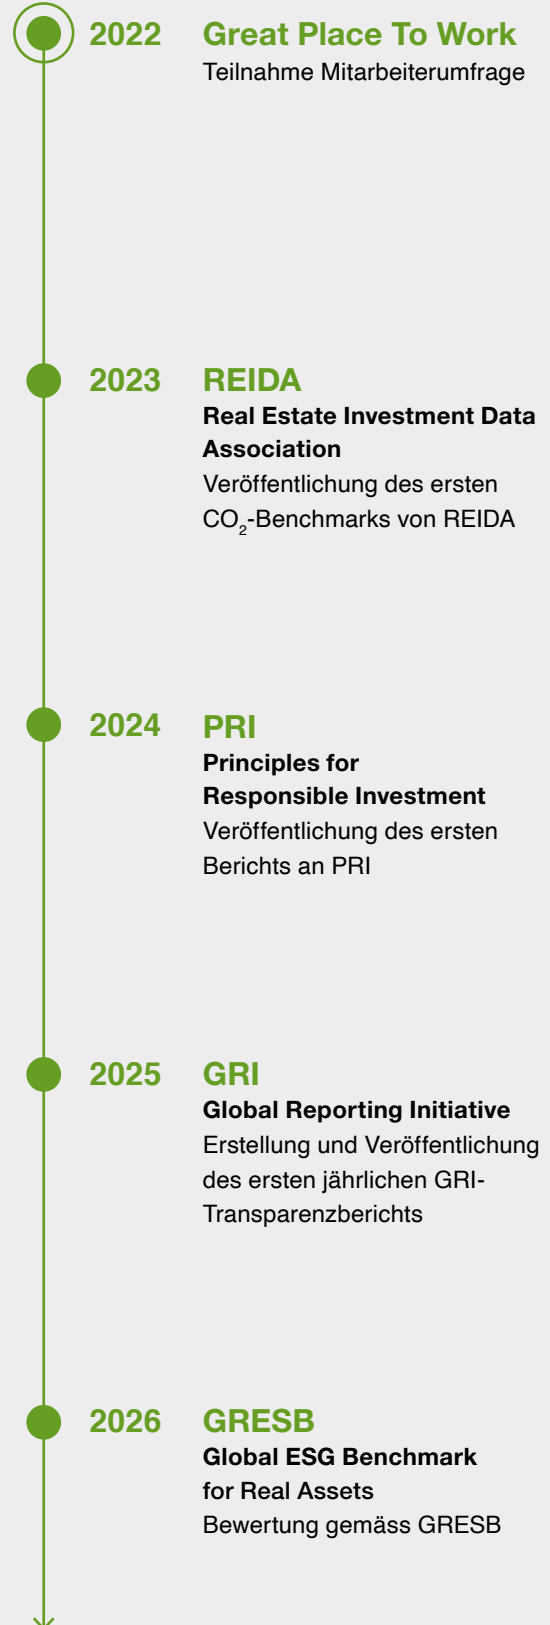 2022 Great Place To Work
Teilnahme Mitarbeiterumfrage
2023 REIDA
Real Estate Investment Data
Association
Veröffentlichung des ersten
CO₂-Benchmarks von REIDA
2024 PRI
Principles for
Responsible Investment
Veröffentlichung des ersten
Berichts an PRI
2025 GRI
Global Reporting Initiative
Erstellung und Veröffentlichung
des ersten jährlichen GRI-
Transparenzberichts
2026 GRESB
Global ESG Benchmark
for Real Assets
Bewertung gemäss GRESB